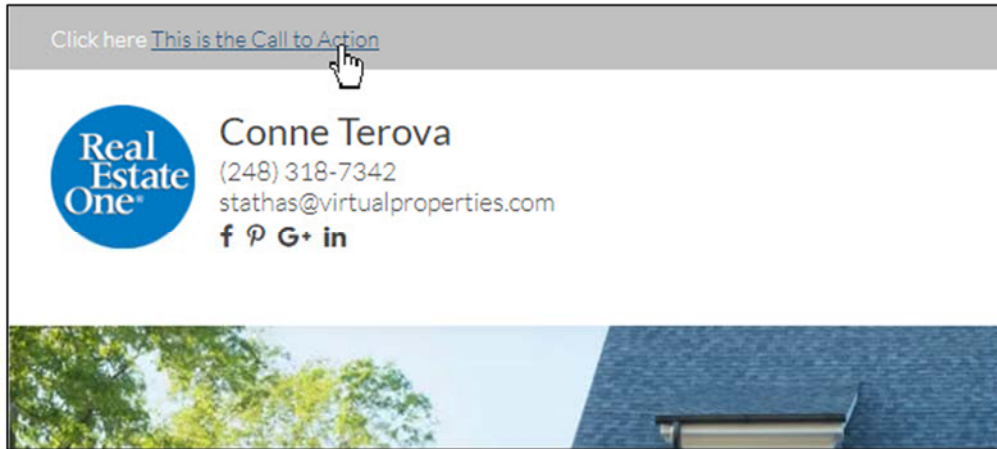 Click here This is the Call to Action
Real
Estate
One®
Conne Terova
(248) 318-7342
stathas@virtualproperties.com
f P G+ in